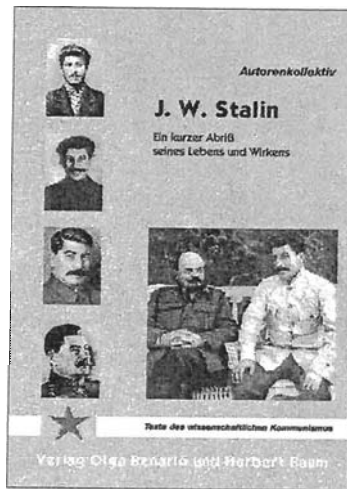 Autorenkollektiv
J. W. Stalin
Ein kurzer Abriß
seines Lebens und Wirkens
Texte des wissenschaftlichen Kommunismus
Verlag Olga Benario und Herbert Baum